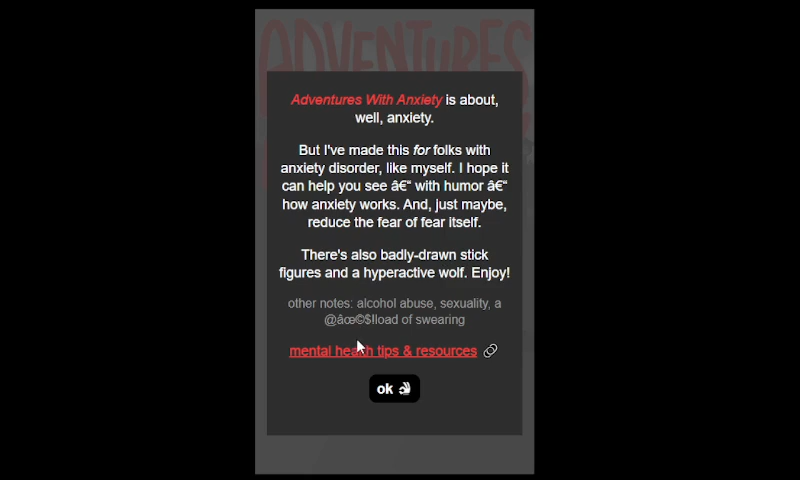 ADVENTURES
Adventures With Anxiety is about,
well, anxiety.
But I've made this for folks with
anxiety disorder, like myself. I hope it
can help you see â€“ with humor â€“
how anxiety works. And, just maybe,
reduce the fear of fear itself.
There's also badly-drawn stick
figures and a hyperactive wolf. Enjoy!
other notes: alcohol abuse, sexuality, a
@âœ©$!load of swearing
mental health tips & resources
ok 👌